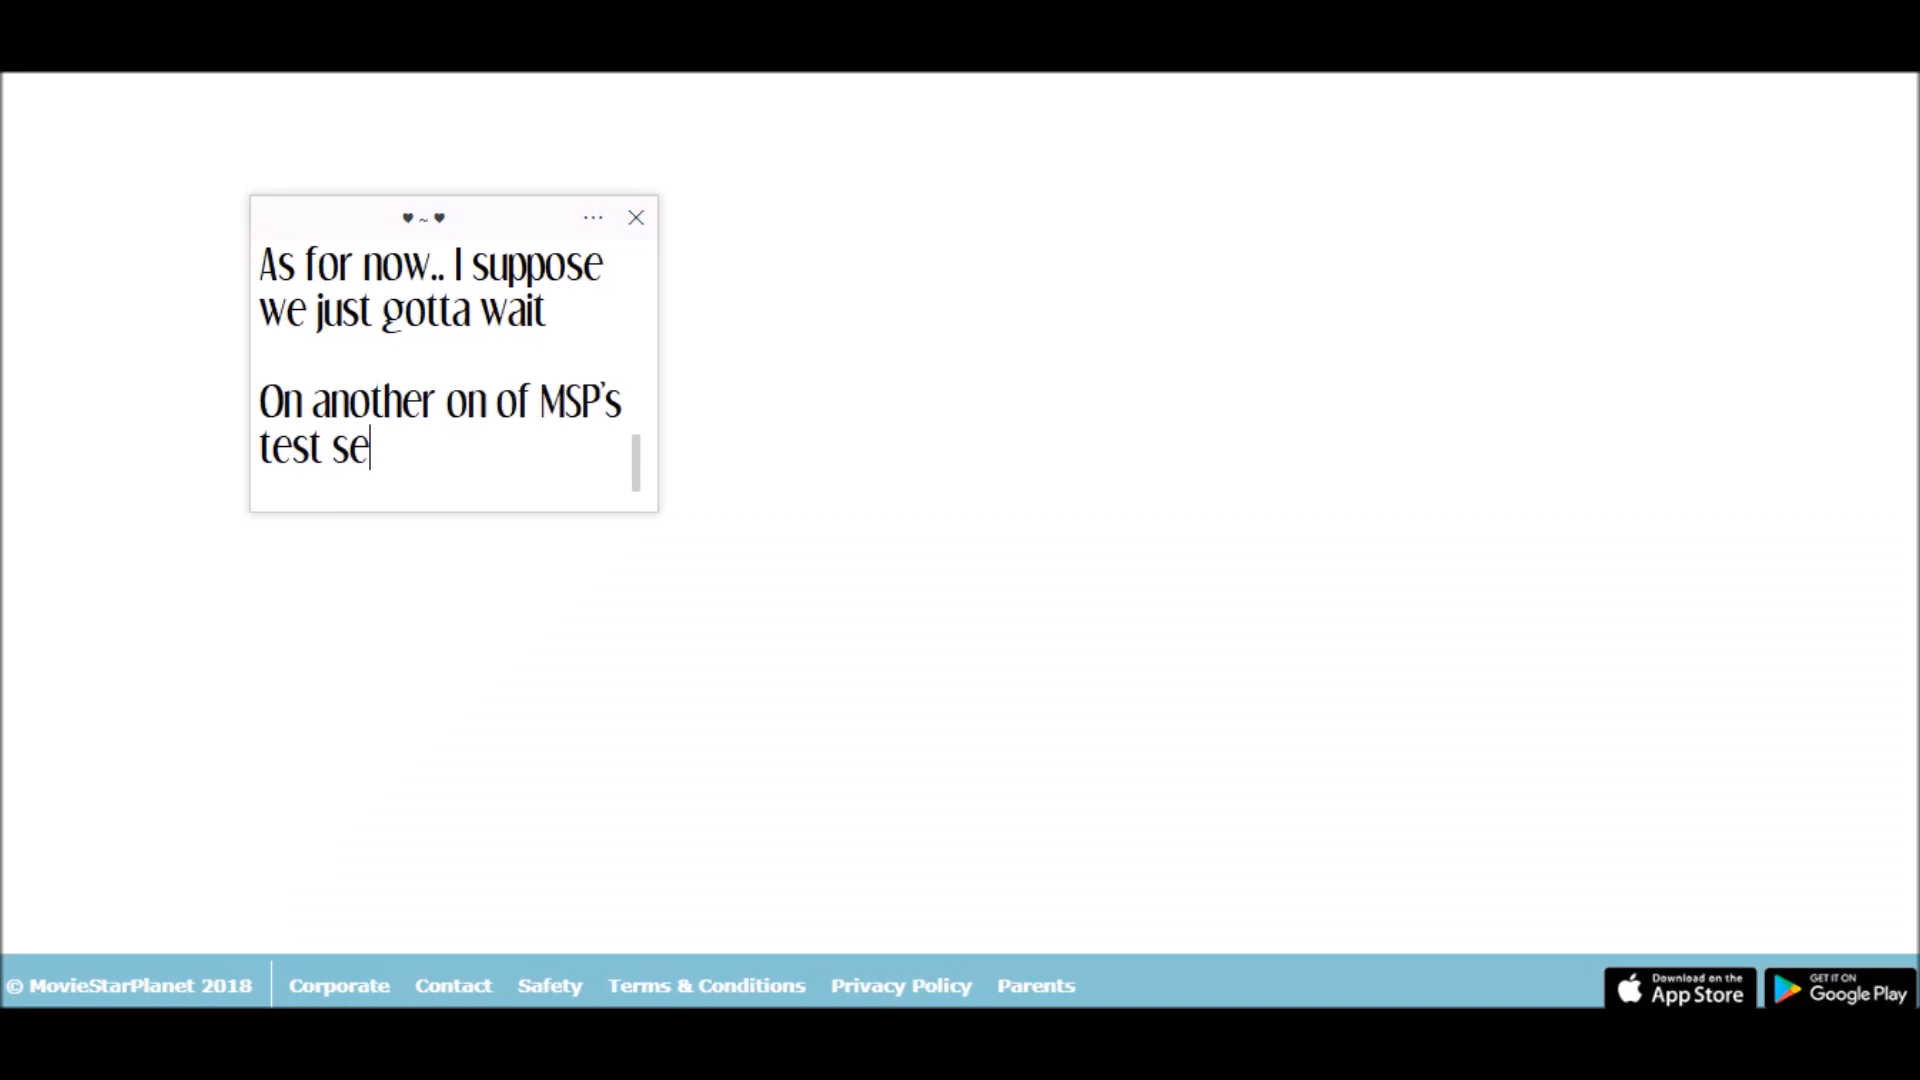 ♥ ~ ♥
As for now.. I suppose
we just gotta wait
On another on of MSP's
test se
© MovieStarPlanet 2018 Corporate Contact Safety Terms & Conditions Privacy Policy Parents
Download on the
App Store
GET IT ON
Google Play